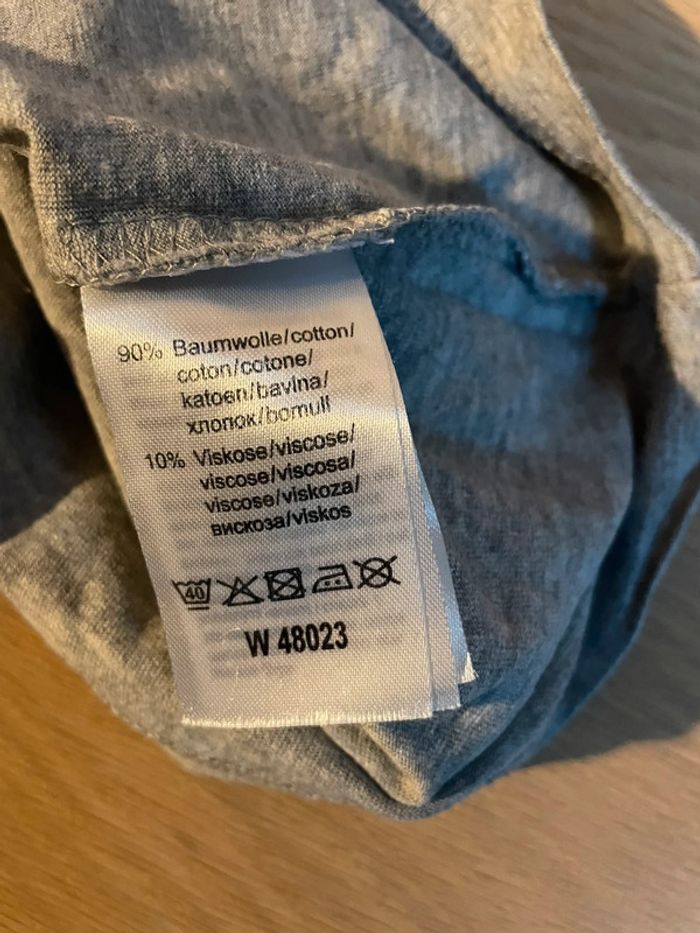 90% Baumwolle/cotton/
coton/cotone/
katoen/bavlna/
хлопок/bomull
10% Viskose/viscose/
viscose/viscosa/
viscose/viskoza/
вискоза/viskos
40
W 48023